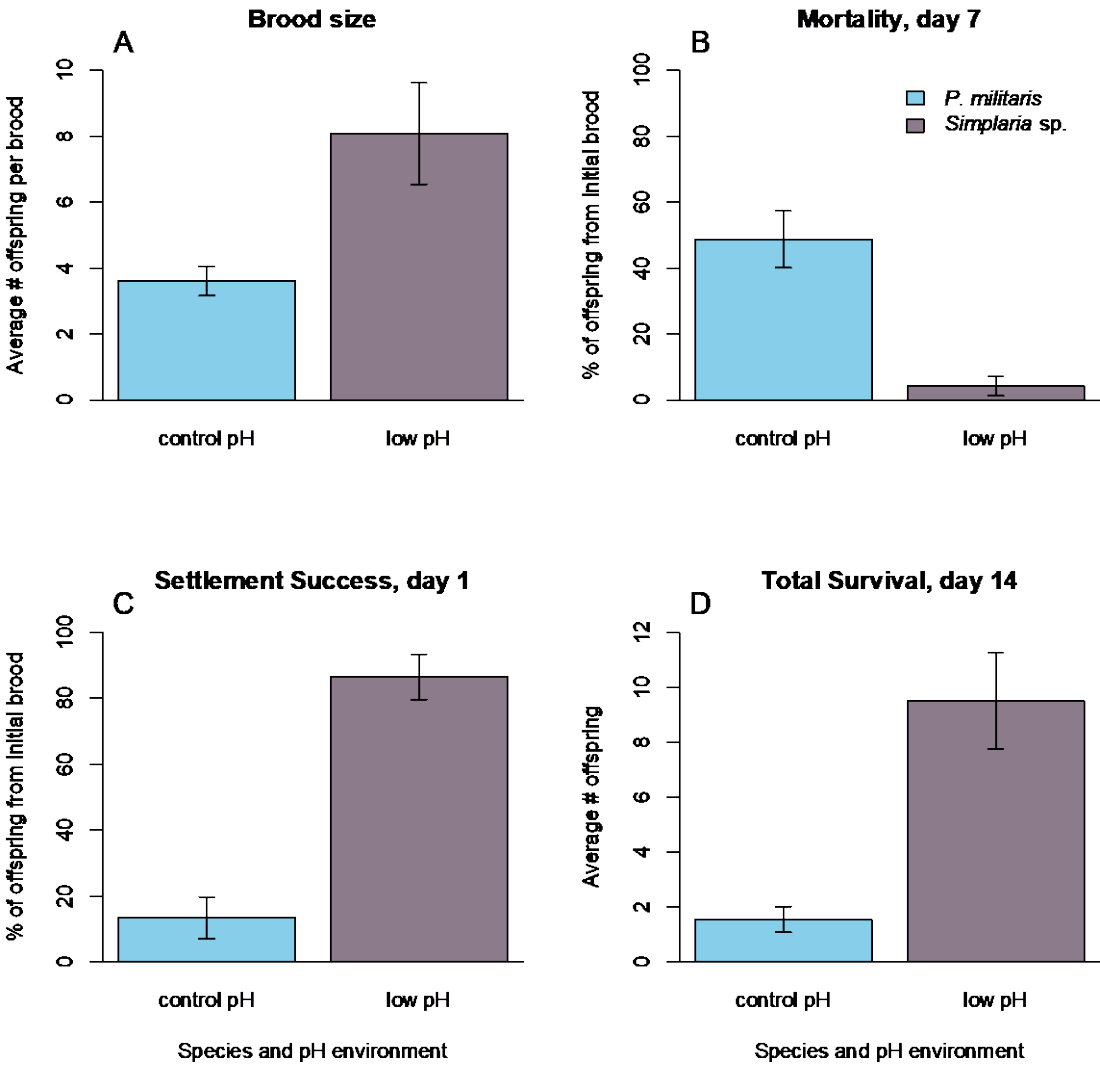 Brood size
A
Average # offspring per brood
0
2
4
6
8
10
control pH
low pH
Mortality, day 7
B
% of offspring from initial brood
0
20
40
60
80
100
P. militaris
Simplaria sp.
control pH
low pH
Settlement Success, day 1
C
% of offspring from initial brood
0
20
40
60
80
100
control pH
low pH
Species and pH environment
Total Survival, day 14
D
Average # offspring
0
2
4
6
8
10
12
control pH
low pH
Species and pH environment